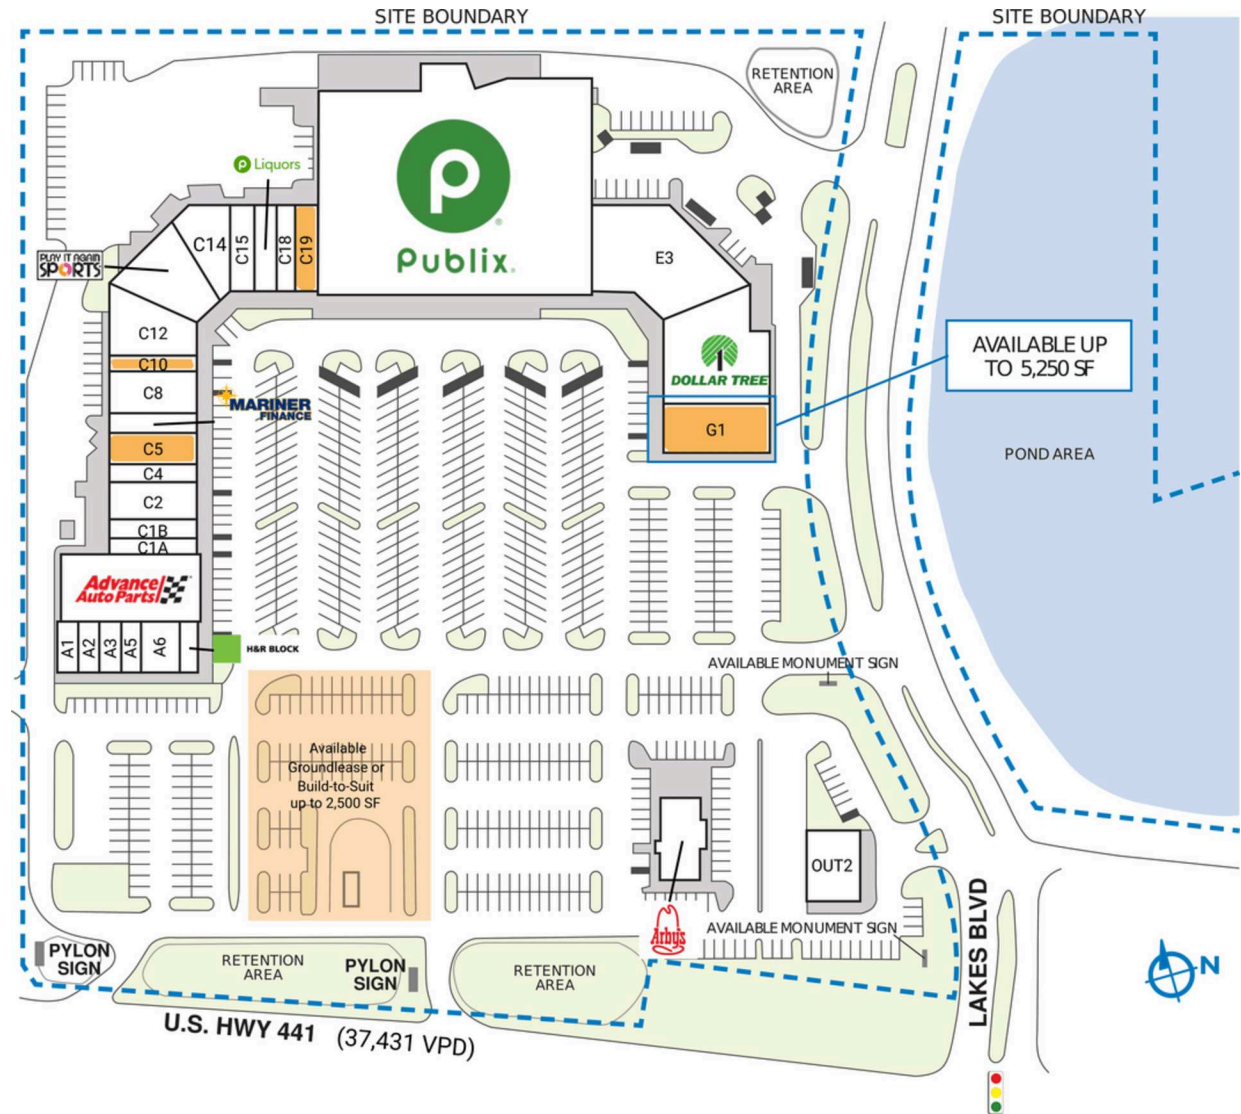 SITE BOUNDARY
SITE BOUNDARY
RETENTION
AREA
P Liquors
Publix.
C14
C15
C18
C19
E3
PLAY IT AGAIN
SPORTS
C12
C10
C8
MARINER
FINANCE
C5
C4
C2
C1B
C1A
DOLLAR TREE
G1
AVAILABLE UP
TO 5,250 SF
POND AREA
Advance
Auto Parts
A1
A2
A3
A5
A6
H&R BLOCK
AVAILABLE MONUMENT SIGN
Available
Groundlease or
Build-to-Suit
up to 2,500 SF
OUT2
Arby's
AVAILABLE MONUMENT SIGN
LAKES BLVD
N
PYLON
SIGN
RETENTION
AREA
PYLON
SIGN
RETENTION
AREA
U.S. HWY 441 (37,431 VPD)